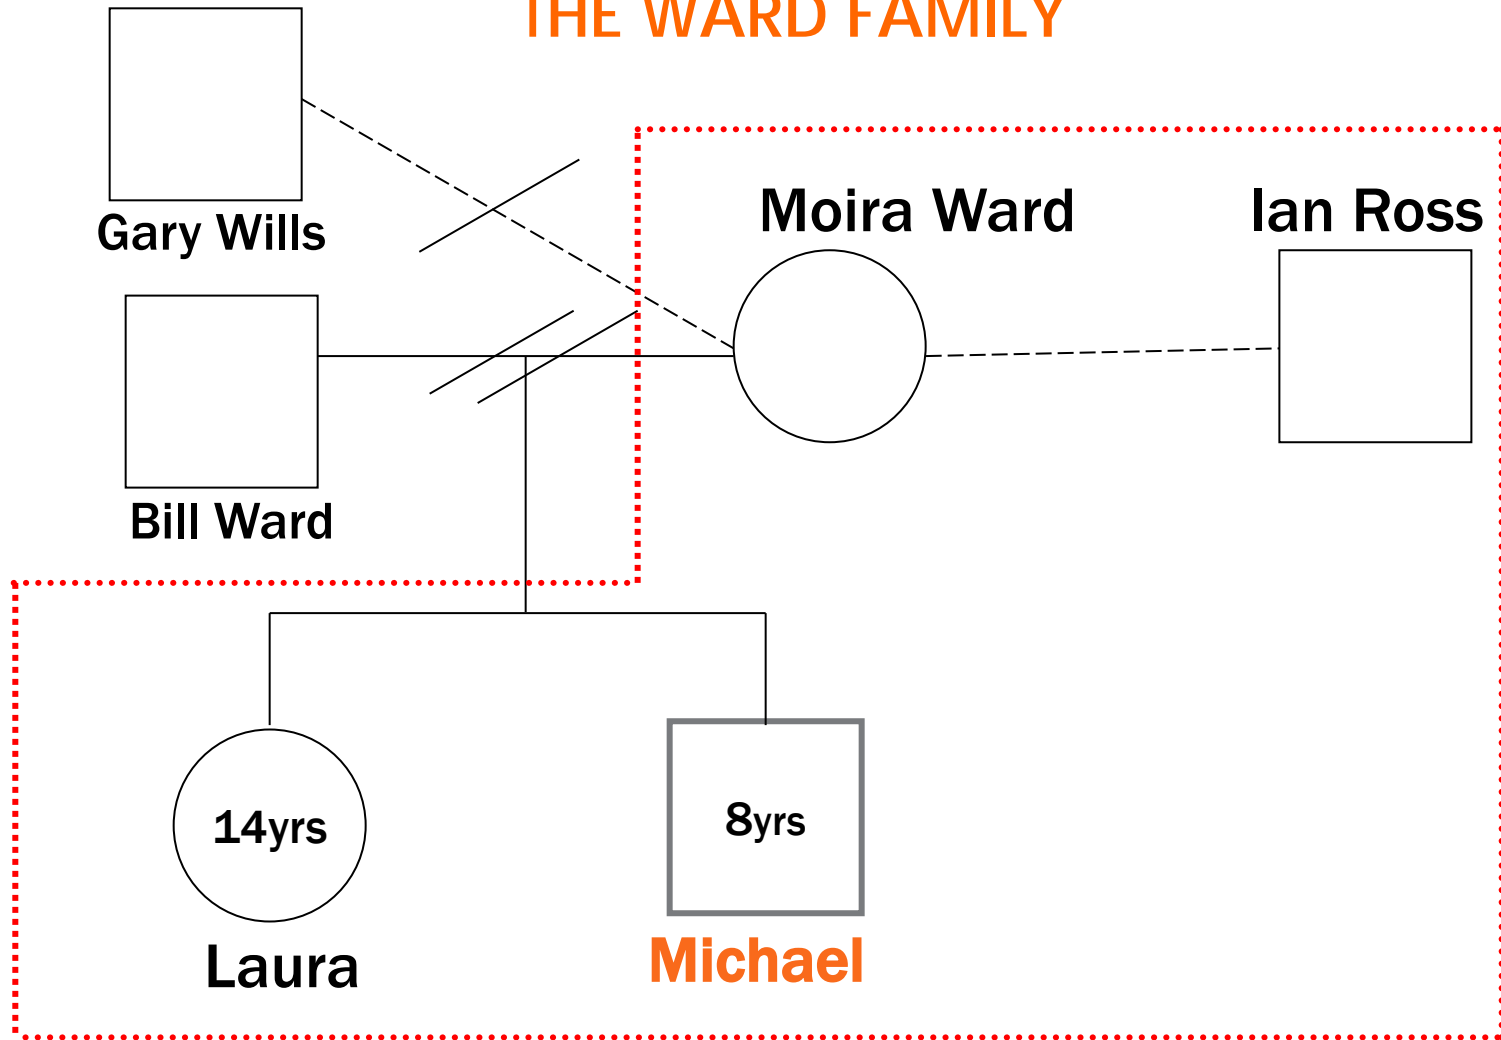 THE WARD FAMILY
Moira Ward
Ian Ross
Gary Wills
Bill Ward
14yrs
8yrs
Laura
Michael